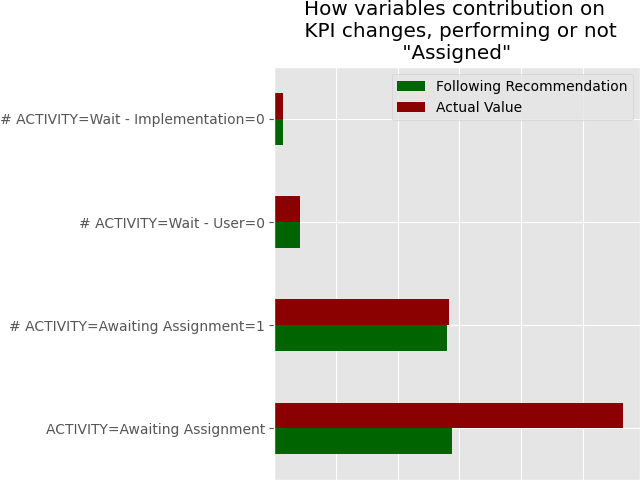 How variables contribution on
KPI changes, performing or not
"Assigned"
Following Recommendation
Actual Value
# ACTIVITY=Wait - Implementation=0
# ACTIVITY=Wait - User=0
# ACTIVITY=Awaiting Assignment=1
ACTIVITY=Awaiting Assignment